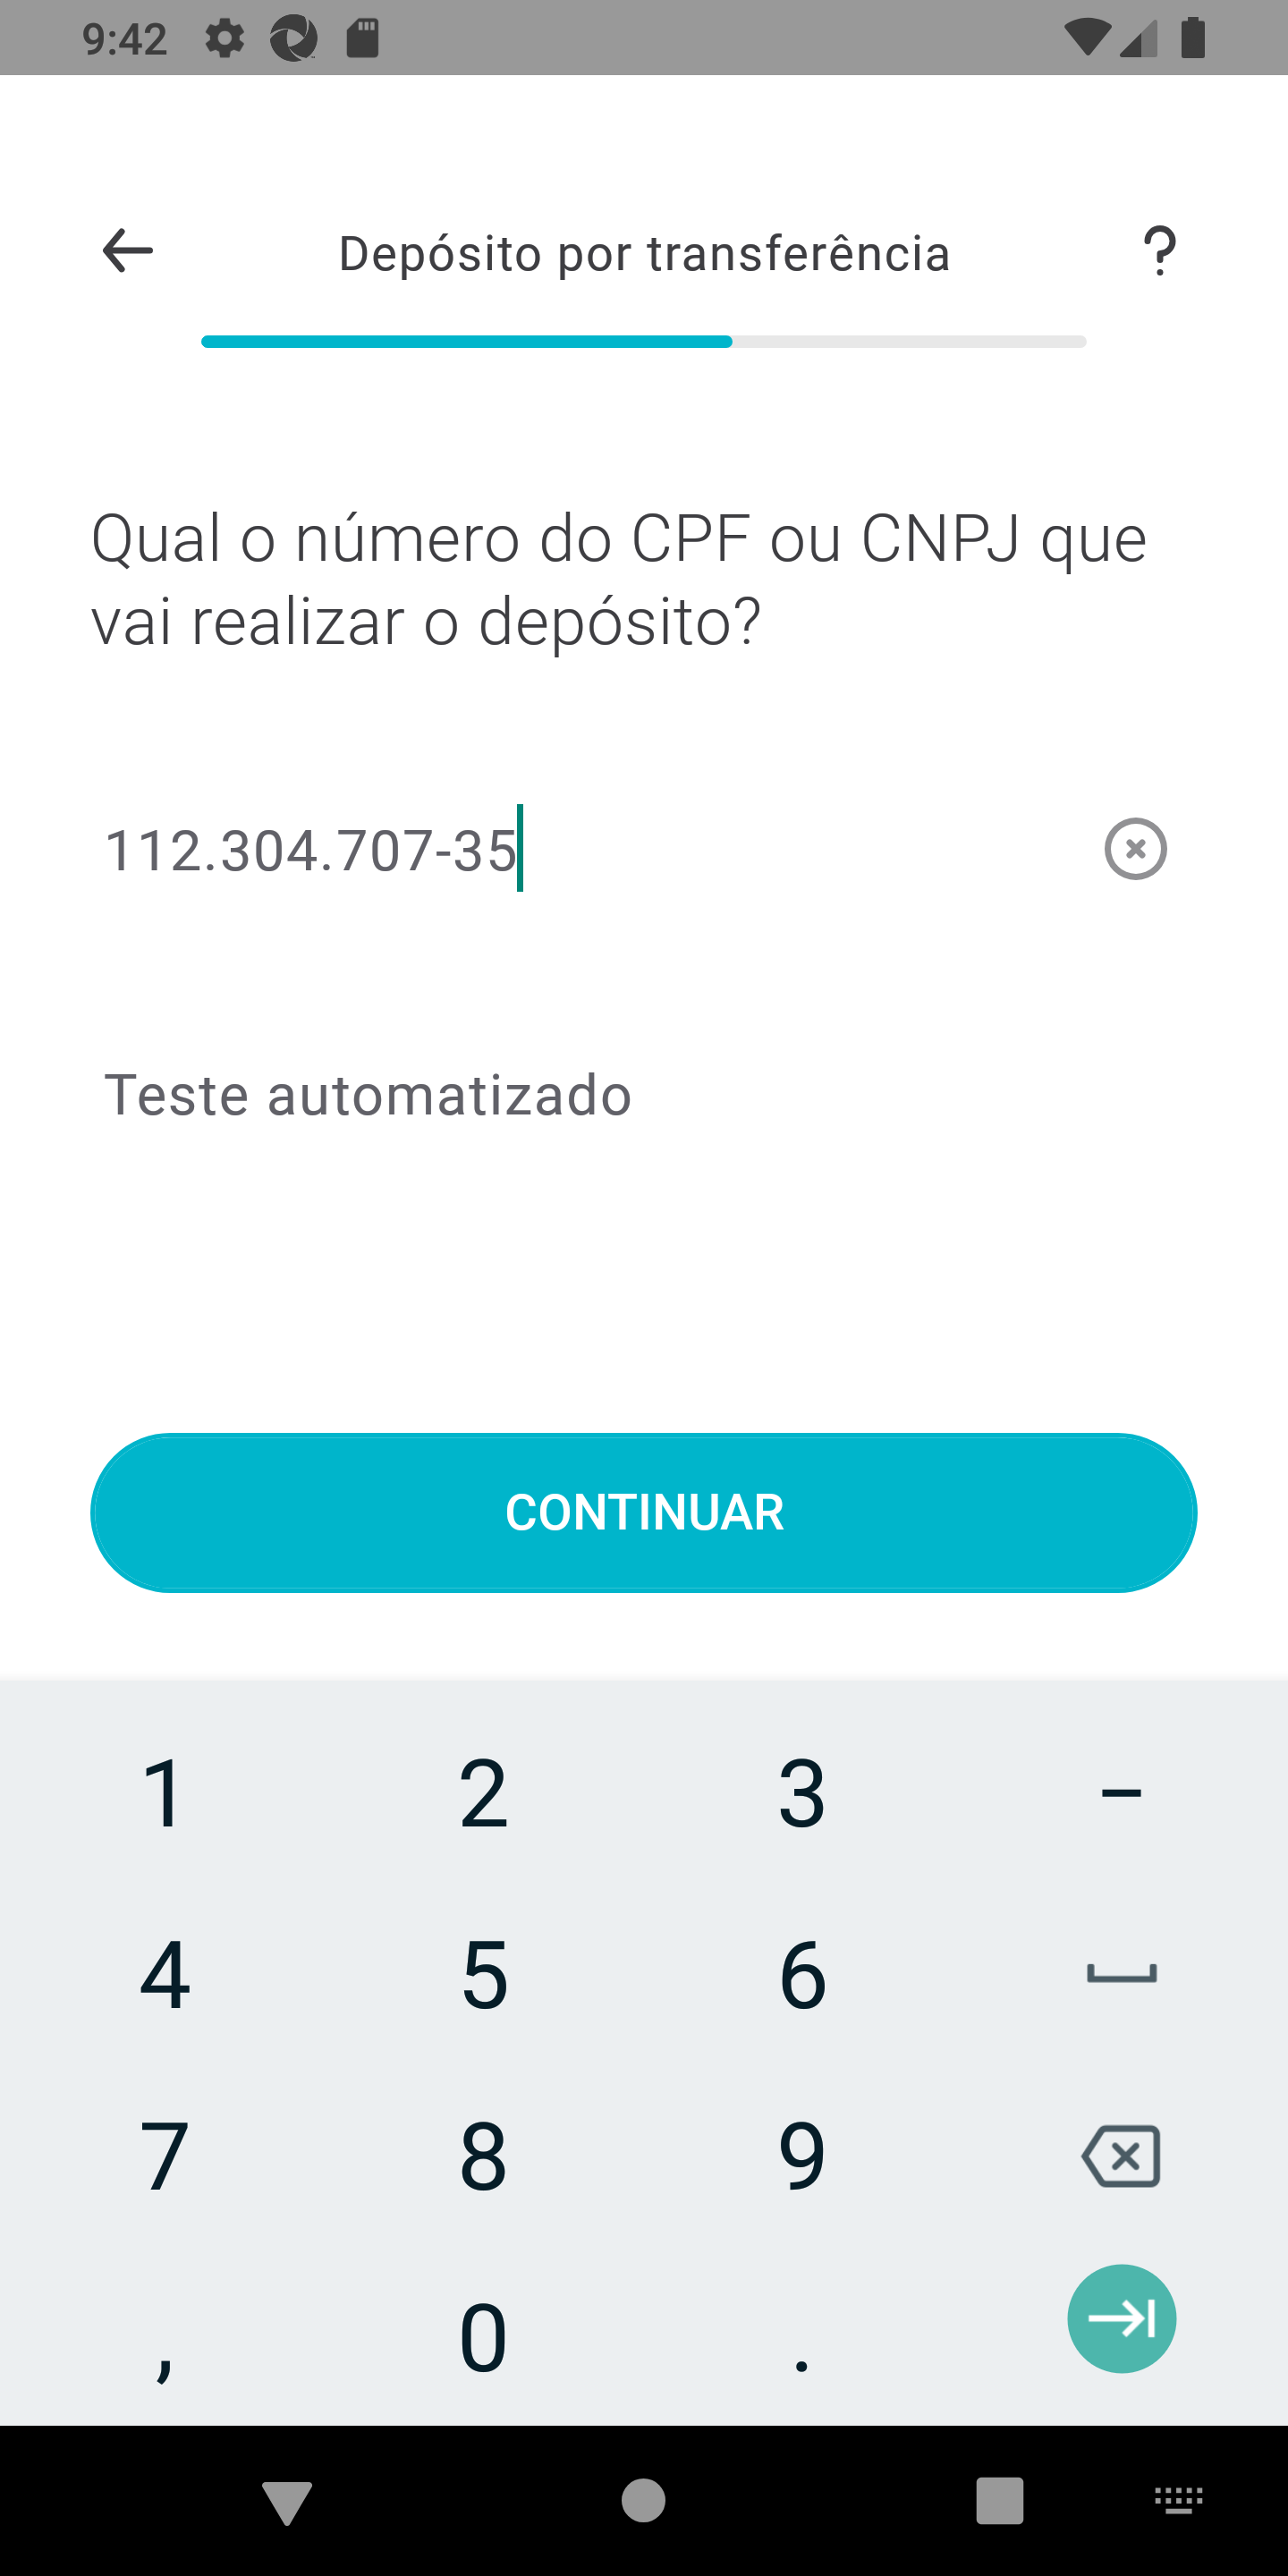 9:42
Depósito por transferência
Qual o número do CPF ou CNPJ que
vai realizar o depósito?
112.304.707-35
Teste automatizado
CONTINUAR
1 2 3 –
4 5 6
7 8 9
, 0 .